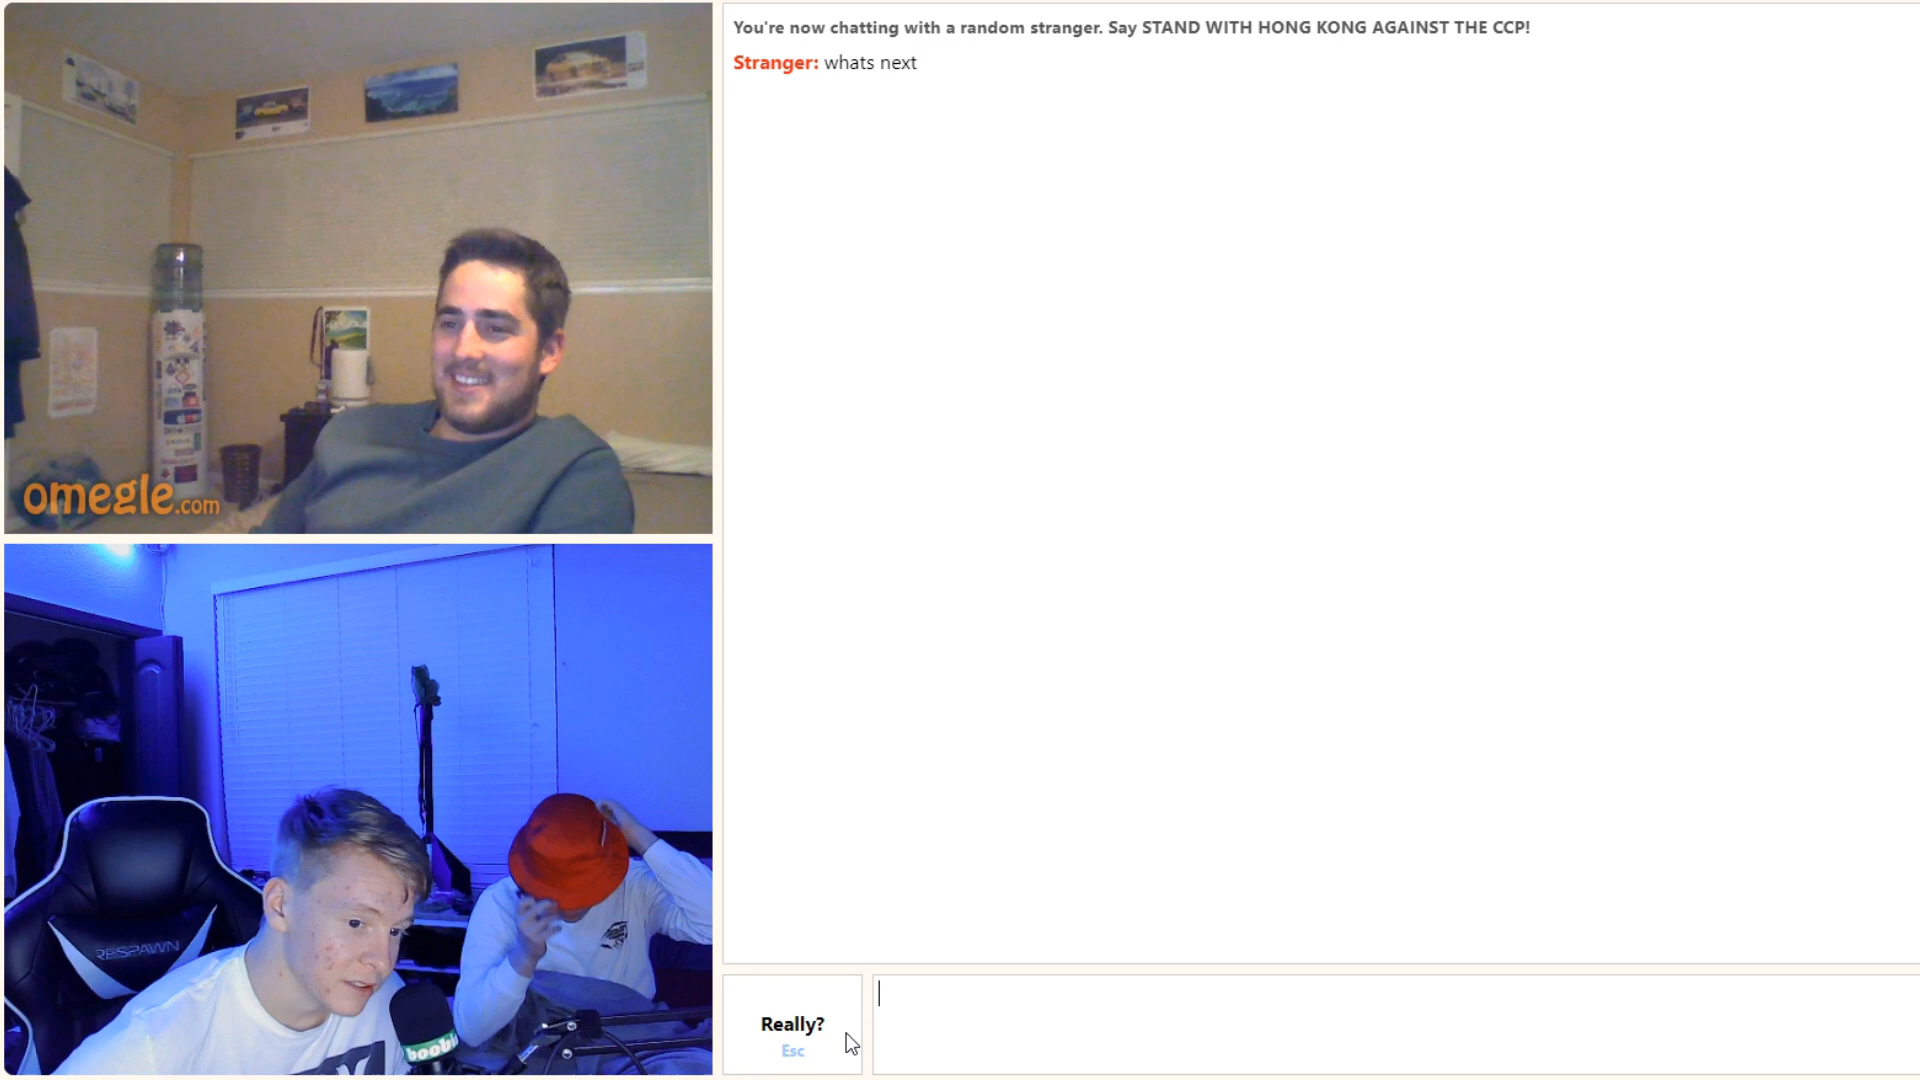 You're now chatting with a random stranger. Say STAND WITH HONG KONG AGAINST THE CCP!
Stranger: whats next
omegle.com
RESPAWN
Really?
Esc